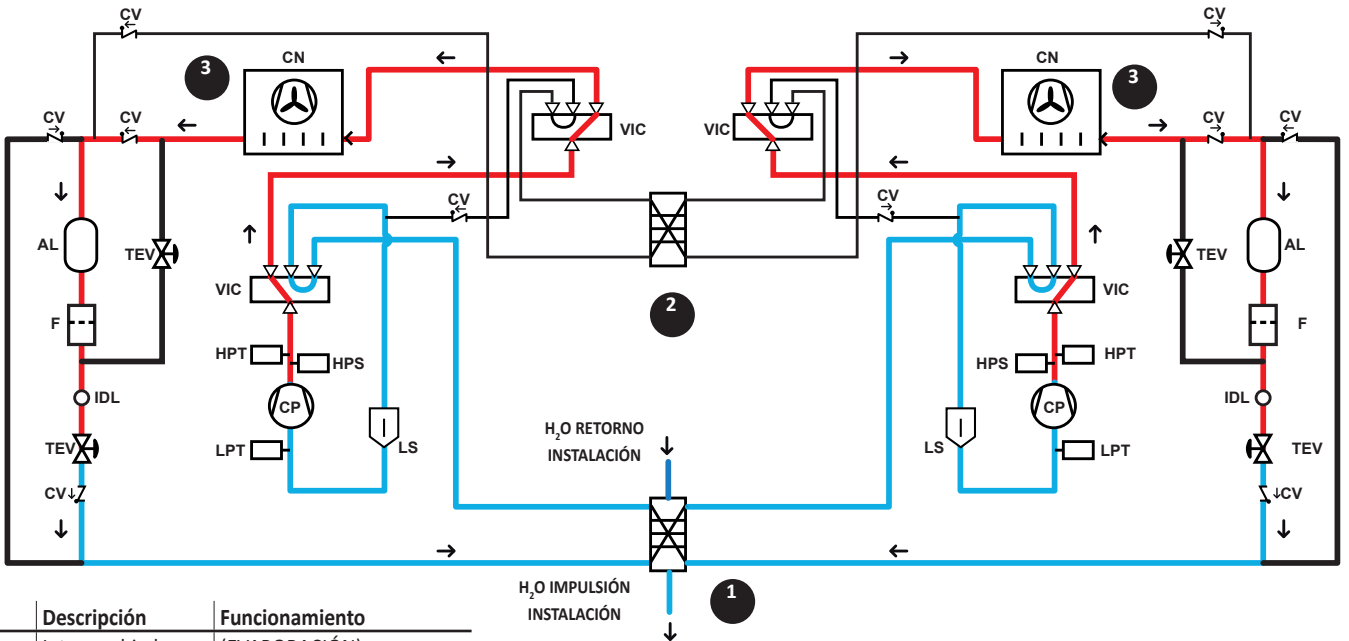 CV
CV
3
CN
CN
3
CV
CV
VIC
VIC
CV
CV
CV
CV
AL
TEV
TEV
AL
VIC
VIC
2
F
F
HPT
HPS
HPS
HPT
IDL
CP
CP
IDL
TEV
LPT
LS
H₂O RETORNO
INSTALACIÓN
LS
LPT
TEV
CV
CV
H₂O IMPULSIÓN
INSTALACIÓN
1
Descripción Funcionamiento